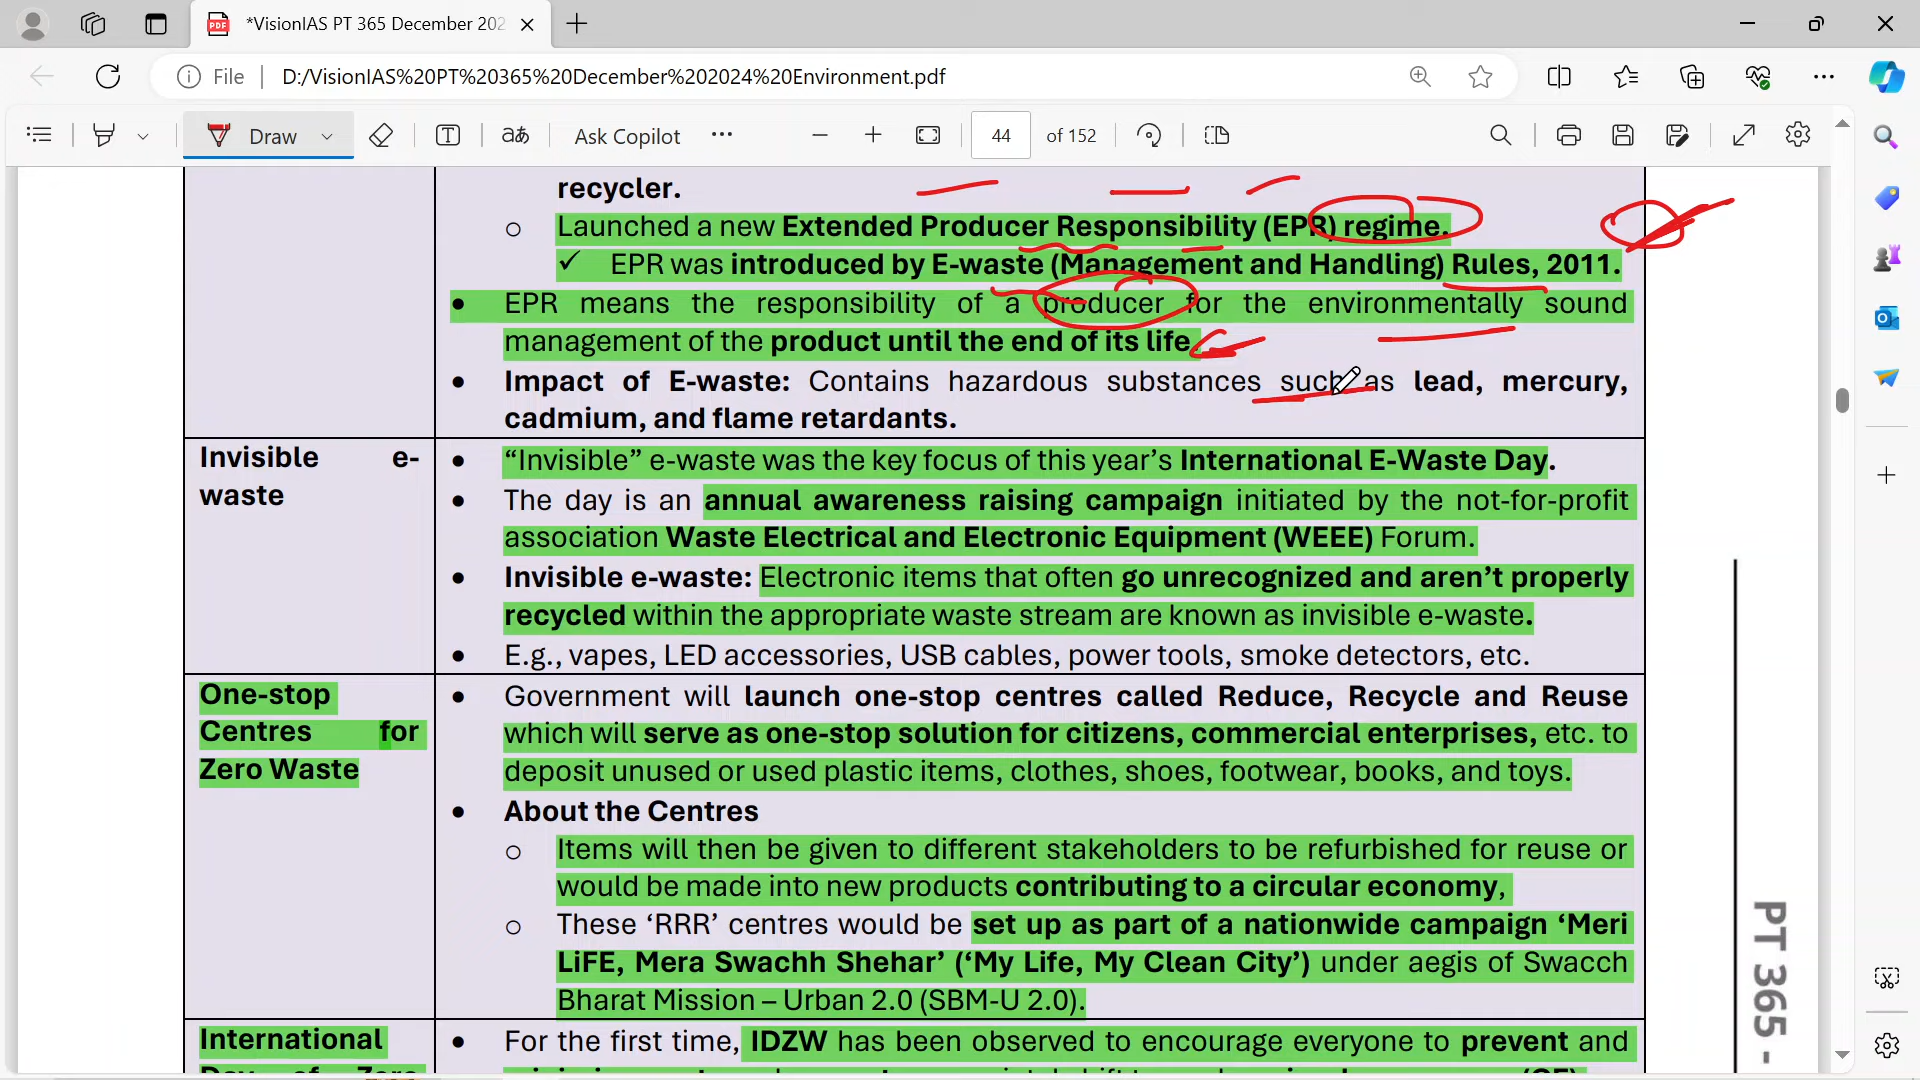 *VisionIAS PT 365 December 202
File
D:/VisionIAS%20PT%20365%20December%202024%20Environment.pdf
Draw
aあ
Ask Copilot
44
of 152
recycler.
o Launched a new Extended Producer Responsibility (EPR) regime.
✓ EPR was introduced by E-waste (Management and Handling) Rules, 2011.
• EPR means the responsibility of a producer for the environmentally sound
management of the product until the end of its life
• Impact of E-waste: Contains hazardous substances such as lead, mercury,
cadmium, and flame retardants.
Invisible e-
waste
• “Invisible” e-waste was the key focus of this year’s International E-Waste Day.
• The day is an annual awareness raising campaign initiated by the not-for-profit
association Waste Electrical and Electronic Equipment (WEEE) Forum.
• Invisible e-waste: Electronic items that often go unrecognized and aren’t properly
recycled within the appropriate waste stream are known as invisible e-waste.
• E.g., vapes, LED accessories, USB cables, power tools, smoke detectors, etc.
One-stop
Centres for
Zero Waste
• Government will launch one-stop centres called Reduce, Recycle and Reuse
which will serve as one-stop solution for citizens, commercial enterprises, etc. to
deposit unused or used plastic items, clothes, shoes, footwear, books, and toys.
• About the Centres
o Items will then be given to different stakeholders to be refurbished for reuse or
would be made into new products contributing to a circular economy,
o These ‘RRR’ centres would be set up as part of a nationwide campaign ‘Meri
LiFE, Mera Swachh Shehar’ (‘My Life, My Clean City’) under aegis of Swacch
Bharat Mission – Urban 2.0 (SBM-U 2.0).
International
• For the first time, IDZW has been observed to encourage everyone to prevent and
PT 365 -